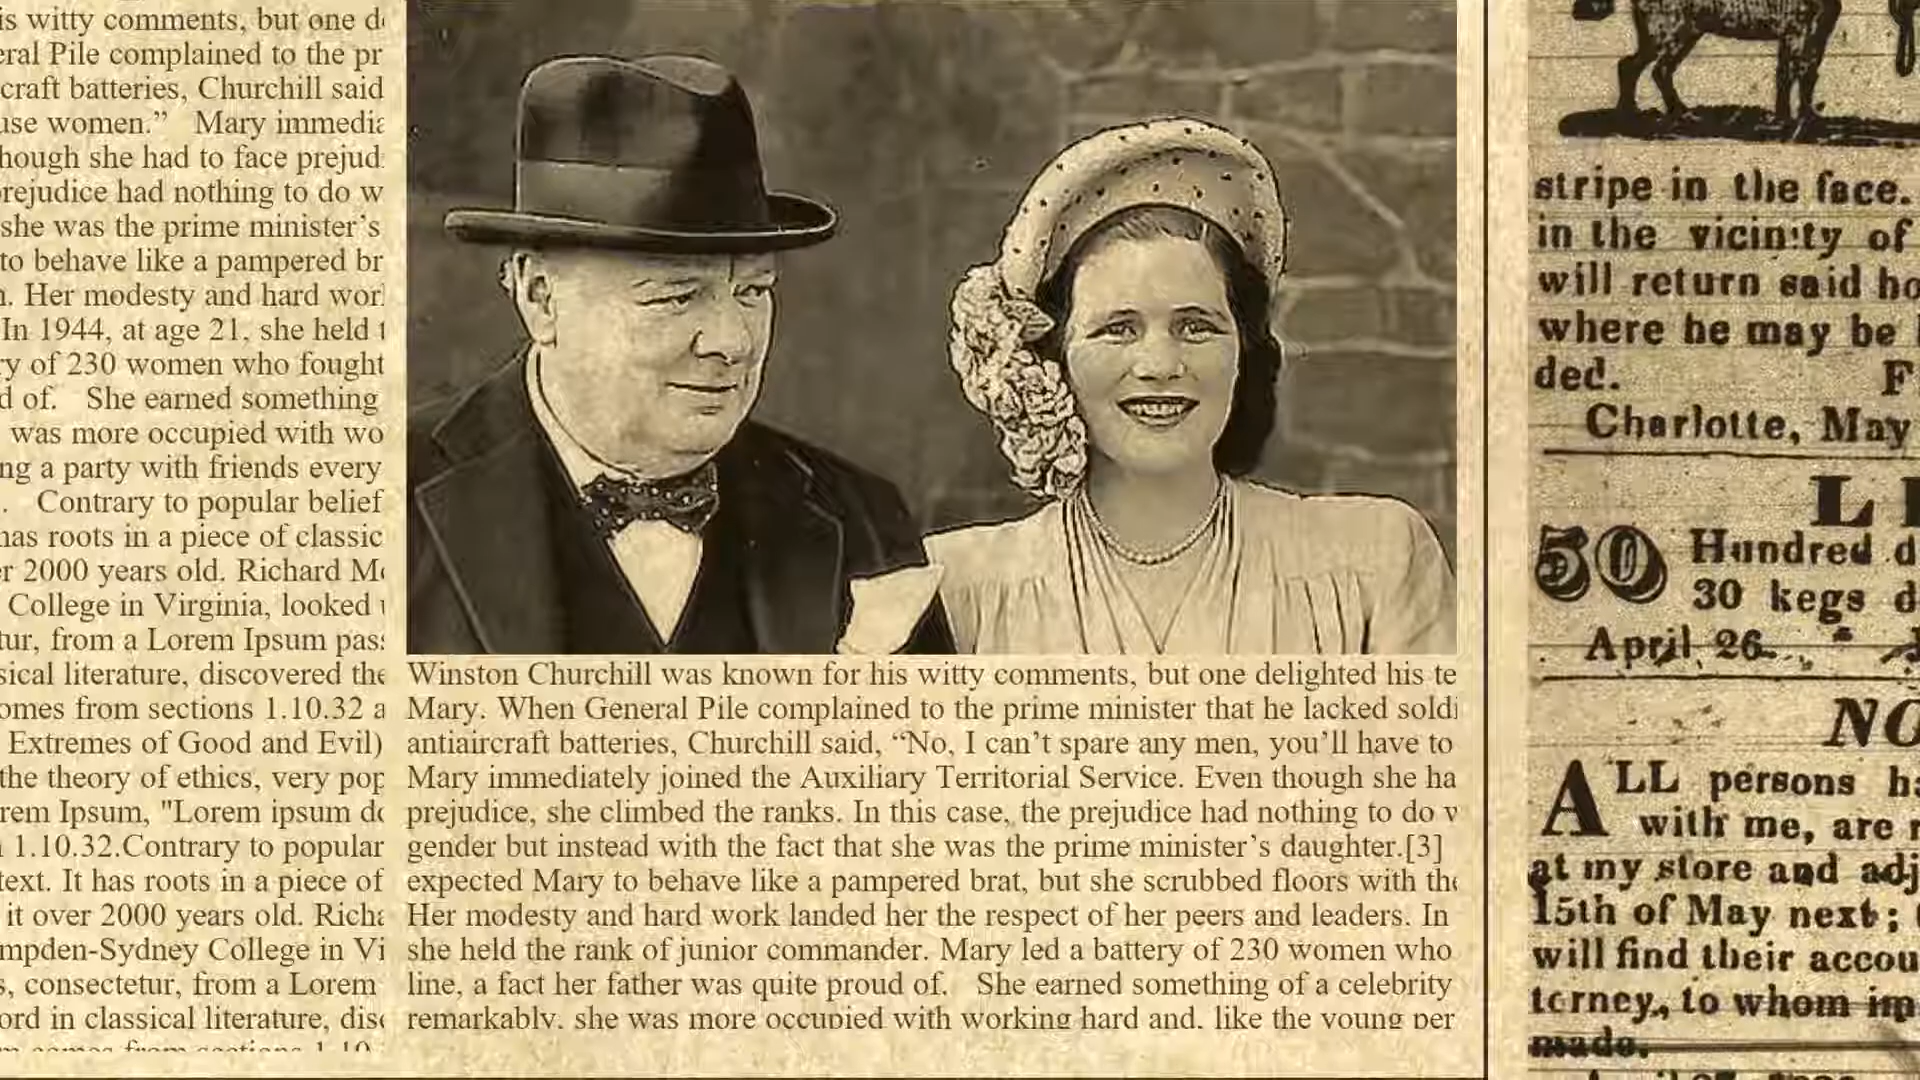 is witty comments, but one
eral Pile complained to the pr
craft batteries, Churchill said
use women.” Mary immedia
hough she had to face prejud
prejudice had nothing to do w
she was the prime minister’s
to behave like a pampered br
. Her modesty and hard wor
In 1944, at age 21, she held
ry of 230 women who fought
d of. She earned something
was more occupied with wo
ng a party with friends every
. Contrary to popular belief
has roots in a piece of classic
r 2000 years old. Richard M
College in Virginia, looked
tur, from a Lorem Ipsum pas
sical literature, discovered the
omes from sections 1.10.32 a
Extremes of Good and Evil)
the theory of ethics, very pop
rem Ipsum, "Lorem ipsum do
1.10.32.Contrary to popular
text. It has roots in a piece of
it over 2000 years old. Richa
mpden-Sydney College in Vi
s, consectetur, from a Lorem
ord in classical literature, disc
comes from sections 1.10
Winston Churchill was known for his witty comments, but one delighted his te
Mary. When General Pile complained to the prime minister that he lacked soldi
antiaircraft batteries, Churchill said, “No, I can’t spare any men, you’ll have to
Mary immediately joined the Auxiliary Territorial Service. Even though she ha
prejudice, she climbed the ranks. In this case, the prejudice had nothing to do
gender but instead with the fact that she was the prime minister’s daughter.[3]
expected Mary to behave like a pampered brat, but she scrubbed floors with the
Her modesty and hard work landed her the respect of her peers and leaders. In
she held the rank of junior commander. Mary led a battery of 230 women who
line, a fact her father was quite proud of. She earned something of a celebrity
remarkably, she was more occupied with working hard and, like the young per
stripe in the face.
in the vicinity of
will return said ho
where he may be
ded. F
Charlotte, May
L
50 Hundred d
30 kegs d
April 26
NO
ALL persons ha
with me, are
at my store and adj
15th of May next;
will find their accou
torney, to whom im
made.